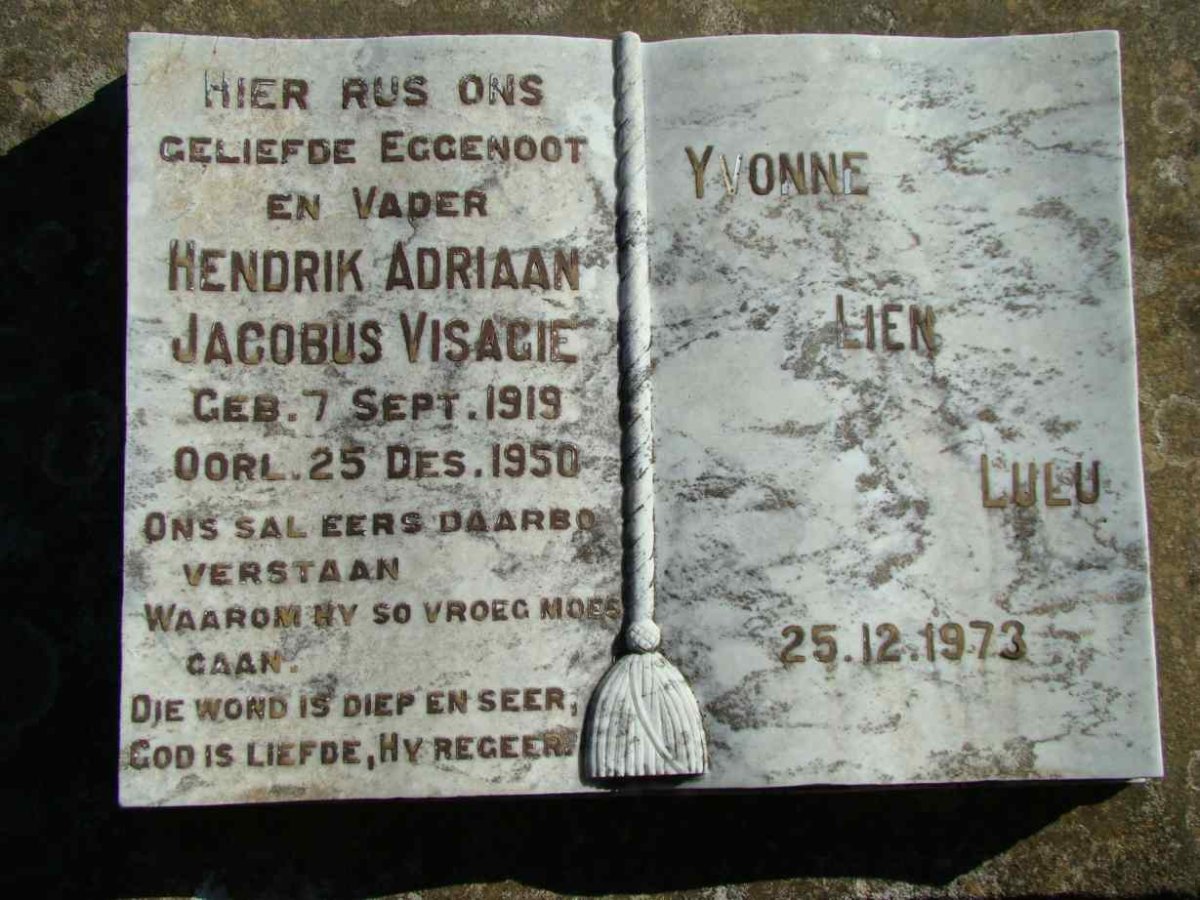 HIER RUS ONS
GELIEFDE EGGENOOT
EN VADER
HENDRIK ADRIAAN
JACOBUS VISAGIE
GEB. 7 SEPT. 1919
OORL. 25 DES. 1950
ONS SAL EERS DAARBO
VERSTAAN
WAAROM HY SO VROEG MOES
GAAN.
DIE WOND IS DIEP EN SEER,
GOD IS LIEFDE, HY REGEER.
YVONNE
LIEN
LULU
25.12.1973